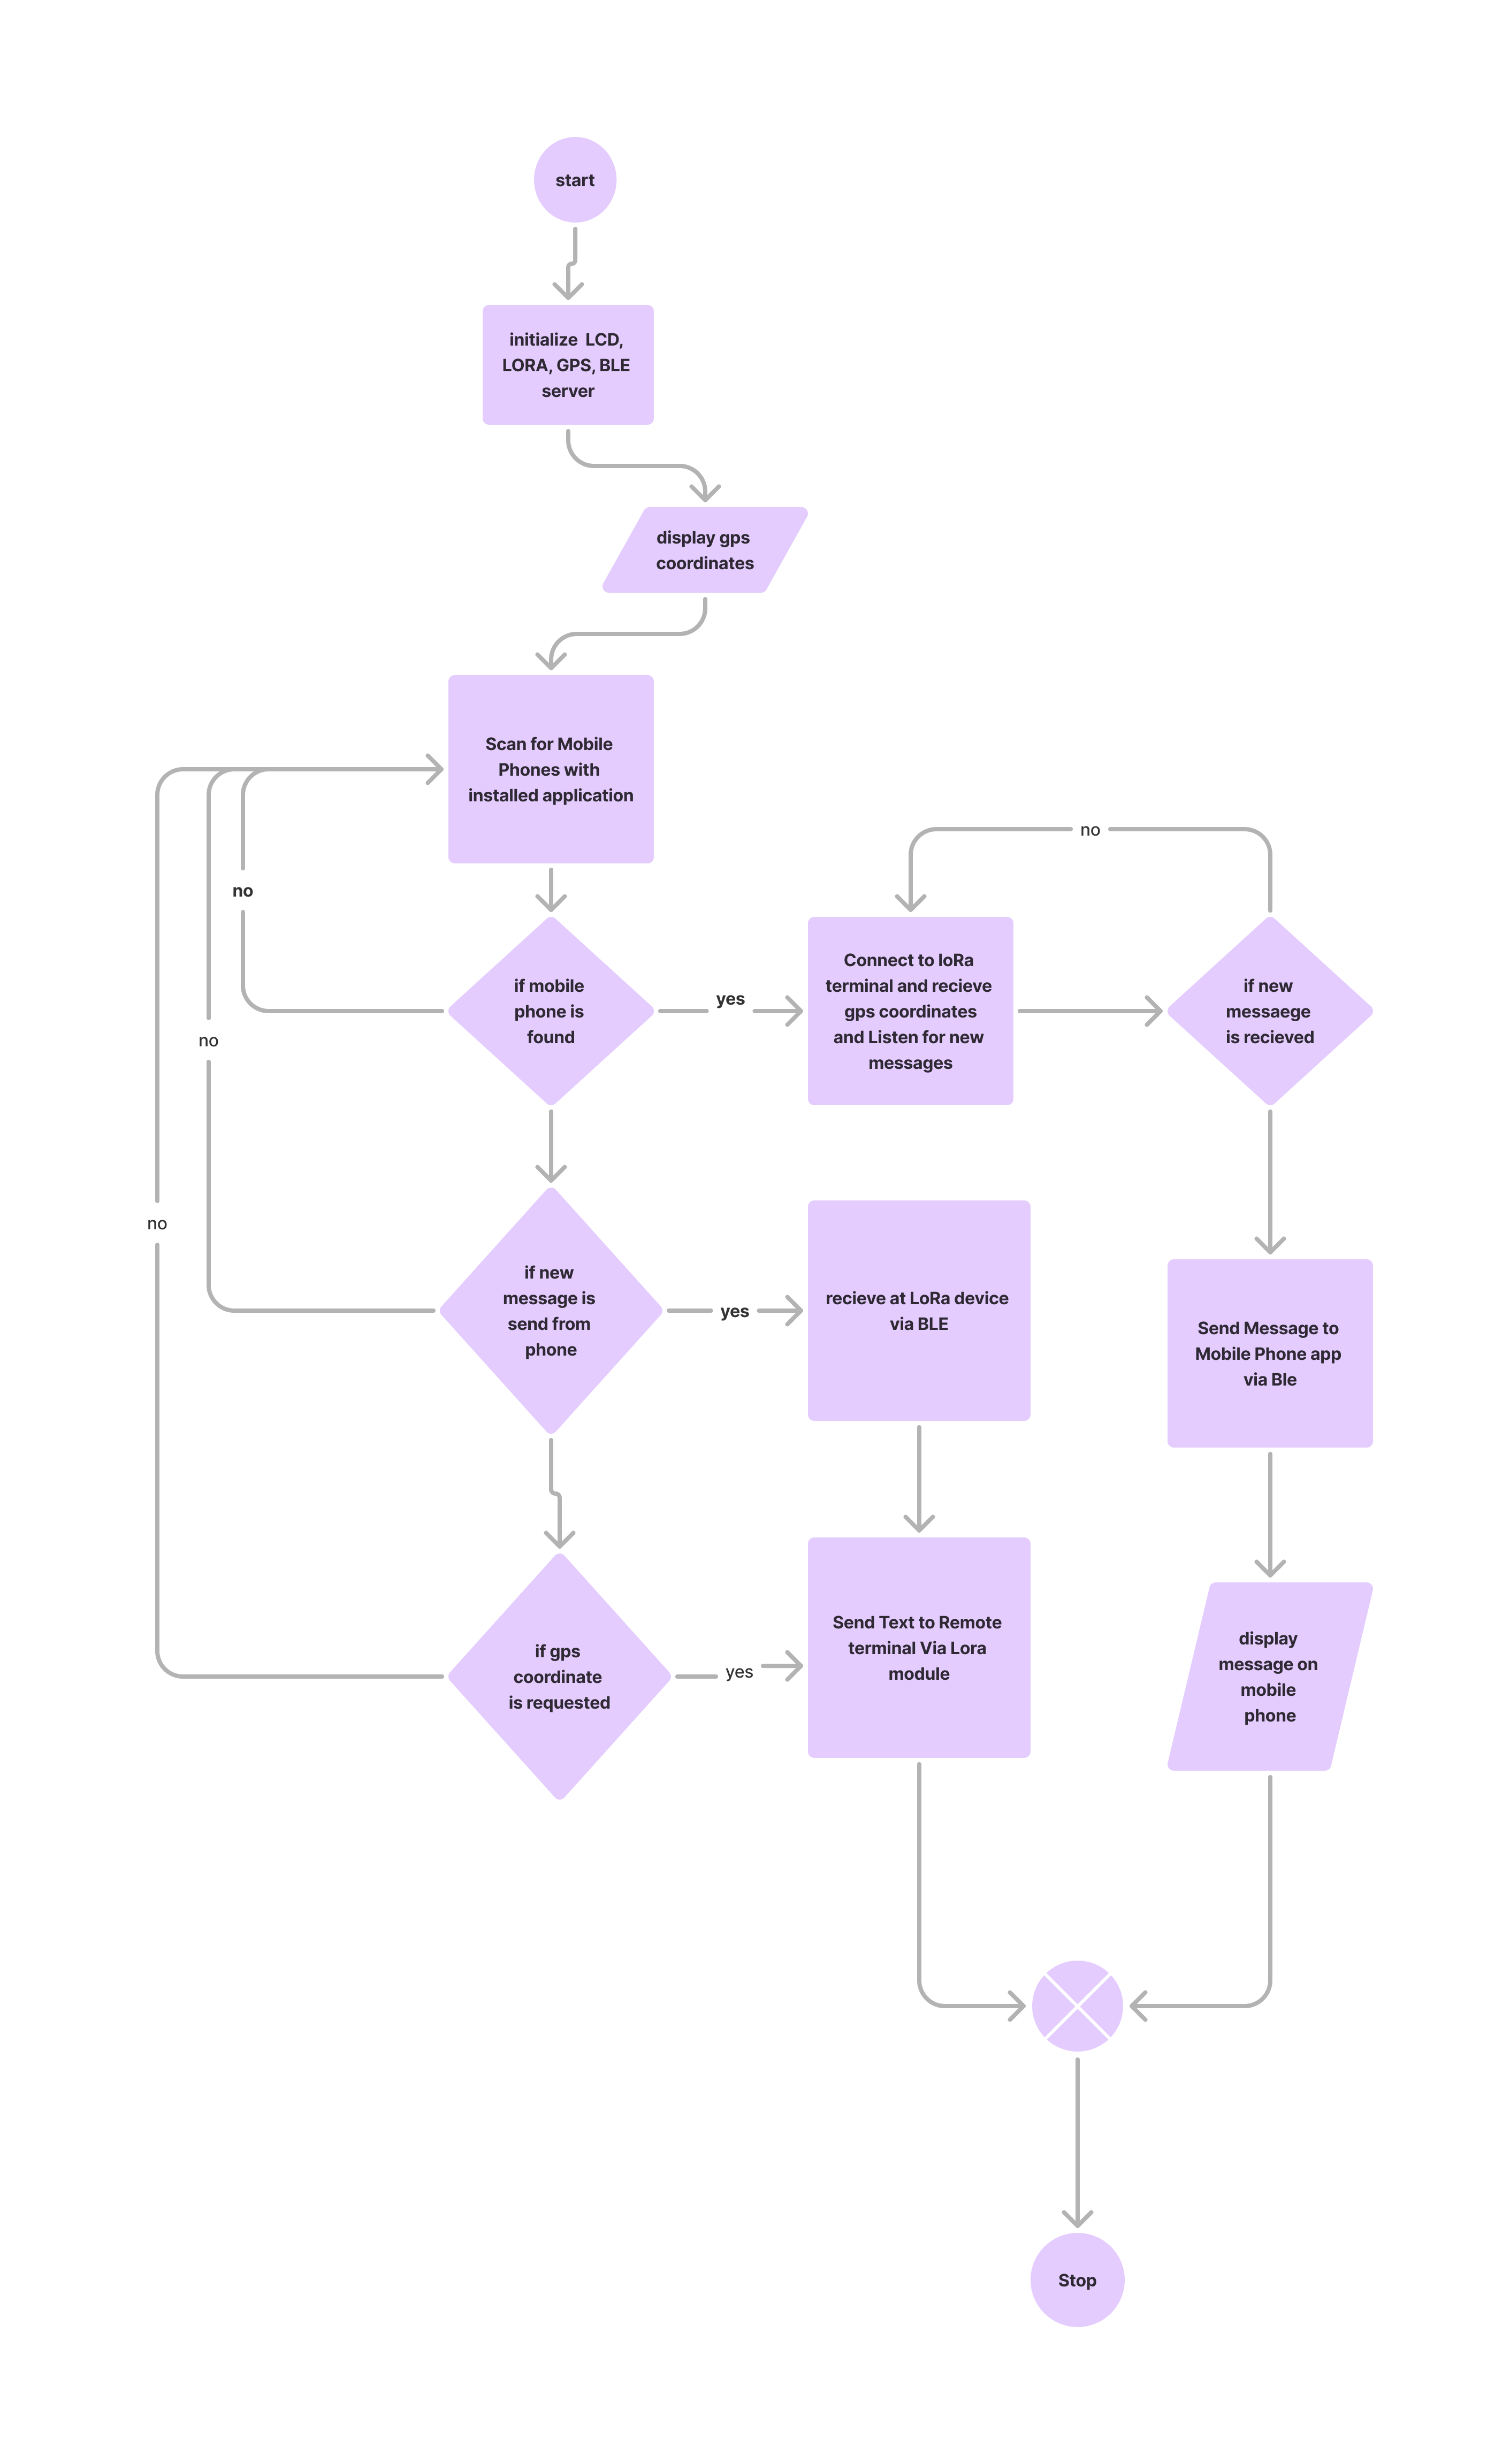 start
initialize LCD,
LORA, GPS, BLE
server
display gps
coordinates
Scan for Mobile
Phones with
installed application
no
no
if mobile
phone is
found
yes
Connect to loRa
terminal and recieve
gps coordinates
and Listen for new
messages
if new
messaege
is recieved
no
no
if new
message is
send from
phone
yes
recieve at LoRa device
via BLE
Send Message to
Mobile Phone app
via Ble
if gps
coordinate
is requested
yes
Send Text to Remote
terminal Via Lora
module
display
message on
mobile
phone
Stop